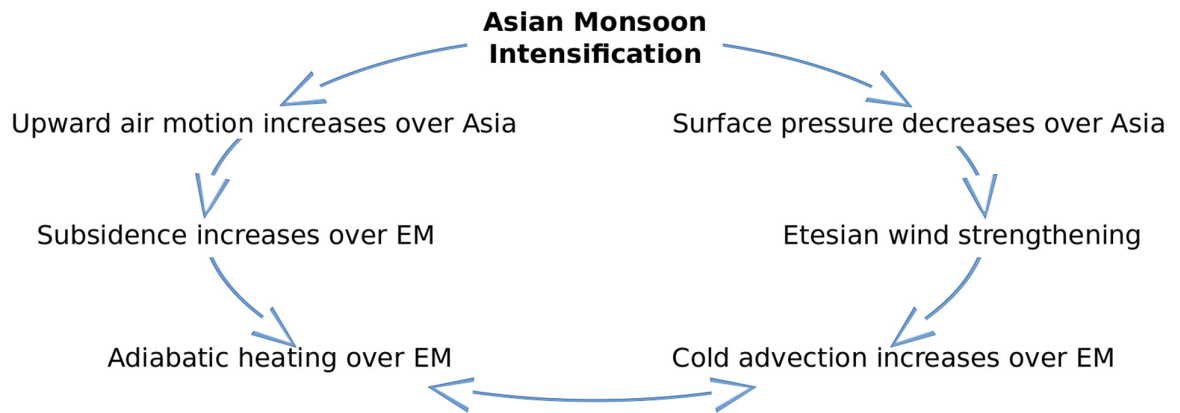 Asian Monsoon
Intensification
Upward air motion increases over Asia
Surface pressure decreases over Asia
Subsidence increases over EM
Etesian wind strengthening
Adiabatic heating over EM
Cold advection increases over EM